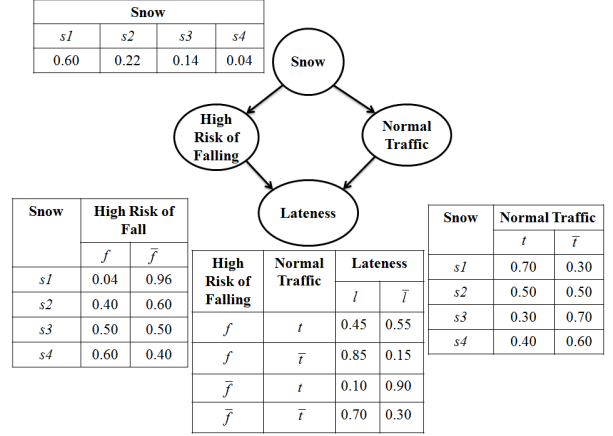 Snow
s1 s2 s3 s4
0.60 0.22 0.14 0.04
Snow
High
Risk of
Falling
Normal
Traffic
Lateness
Snow High Risk of
Fall
f f̅
s1 0.04 0.96
s2 0.40 0.60
s3 0.50 0.50
s4 0.60 0.40
High
Risk of
Falling Normal
Traffic Lateness
l l̅
f t 0.45 0.55
f t̅ 0.85 0.15
f̅ t 0.10 0.90
f̅ t̅ 0.70 0.30
Snow Normal Traffic
t t̅
s1 0.70 0.30
s2 0.50 0.50
s3 0.30 0.70
s4 0.40 0.60